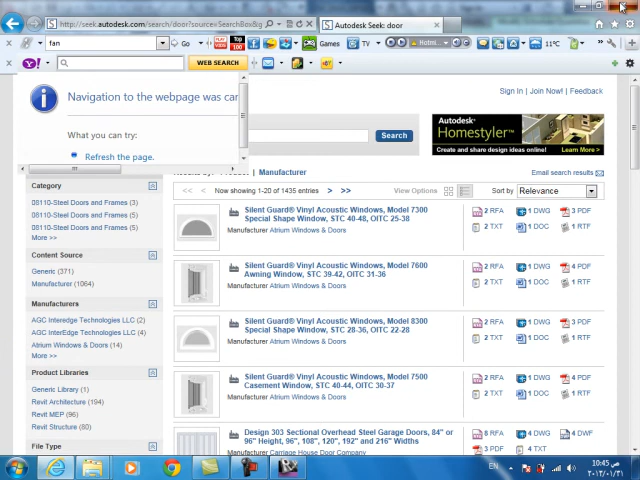 http://seek.autodesk.com/search/door?source=SearchBox&g
Autodesk Seek: door
fan
Go
Top 100
Games
TV
Hotmi
11°C
Y!
WEB SEARCH
Navigation to the webpage was can
What you can try:
Refresh the page.
Sign In | Join Now! | Feedback
Search
Autodesk
Homestyler™
Create and share design ideas online!
Learn More >
Manufacturer
Email search results
<< < Now showing 1-20 of 1435 entries > >>
View Options
Sort by Relevance
Category
08110-Steel Doors and Frames (3)
08110-Steel Doors and Frames (5)
08110-Steel Doors and Frames (5)
More >>
Content Source
Generic (371)
Manufacturer (1064)
Manufacturers
AGC Interedge Technologies LLC (2)
AGC InterEdge Technologies LLC (4)
Atrium Windows & Doors (14)
More >>
Product Libraries
Generic Library (1)
Revit Architecture (194)
Revit MEP (96)
Revit Structure (80)
File Type
Silent Guard® Vinyl Acoustic Windows, Model 7300
Special Shape Window, STC 40-48, OITC 25-38
Manufacturer Atrium Windows & Doors
2 RFA 1 DWG 3 PDF
2 TXT 1 DOC 1 RTF
Silent Guard® Vinyl Acoustic Windows, Model 7600
Awning Window, STC 39-42, OITC 31-36
Manufacturer Atrium Windows & Doors
2 RFA 1 DWG 4 PDF
2 TXT 1 DOC 1 RTF
Silent Guard® Vinyl Acoustic Windows, Model 8300
Special Shape Window, STC 28-36, OITC 22-28
Manufacturer Atrium Windows & Doors
2 RFA 1 DWG 3 PDF
2 TXT 1 DOC 1 RTF
Silent Guard® Vinyl Acoustic Windows, Model 7500
Casement Window, STC 40-44, OITC 30-37
Manufacturer Atrium Windows & Doors
2 RFA 1 DWG 4 PDF
2 TXT 1 DOC 1 RTF
Design 303 Sectional Overhead Steel Garage Doors, 84" or
96" Height, 96", 108", 120", 192" and 216" Widths
Manufacturer Carriage House Door Company
8 RFA 4 DWG 4 DWF
3 PDF 4 TXT
EN
10:45 ص
٢٠١٢/٠١/٣١